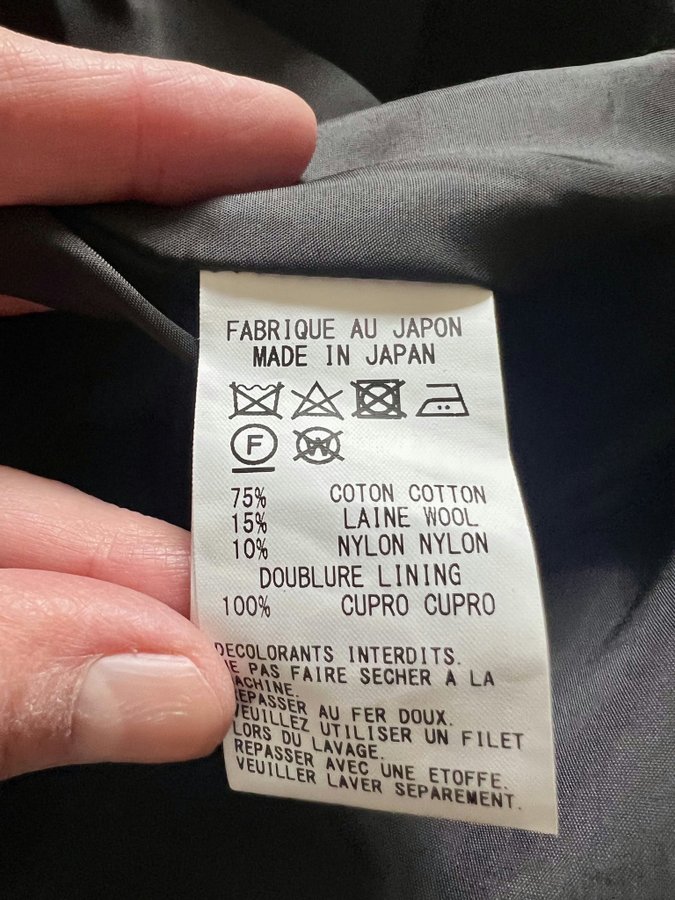 FABRIQUE AU JAPON
MADE IN JAPAN
F
W
75% COTON COTTON
15% LAINE WOOL
10% NYLON NYLON
DOUBLURE LINING
100% CUPRO CUPRO
DECOLORANTS INTERDITS.
PAS FAIRE SECHER A LA
MACHINE.
REPASSER AU FER DOUX.
VEUILLEZ UTILISER UN FILET
LORS DU LAVAGE.
REPASSER AVEC UNE ETOFFE.
VEUILLER LAVER SEPAREMENT.